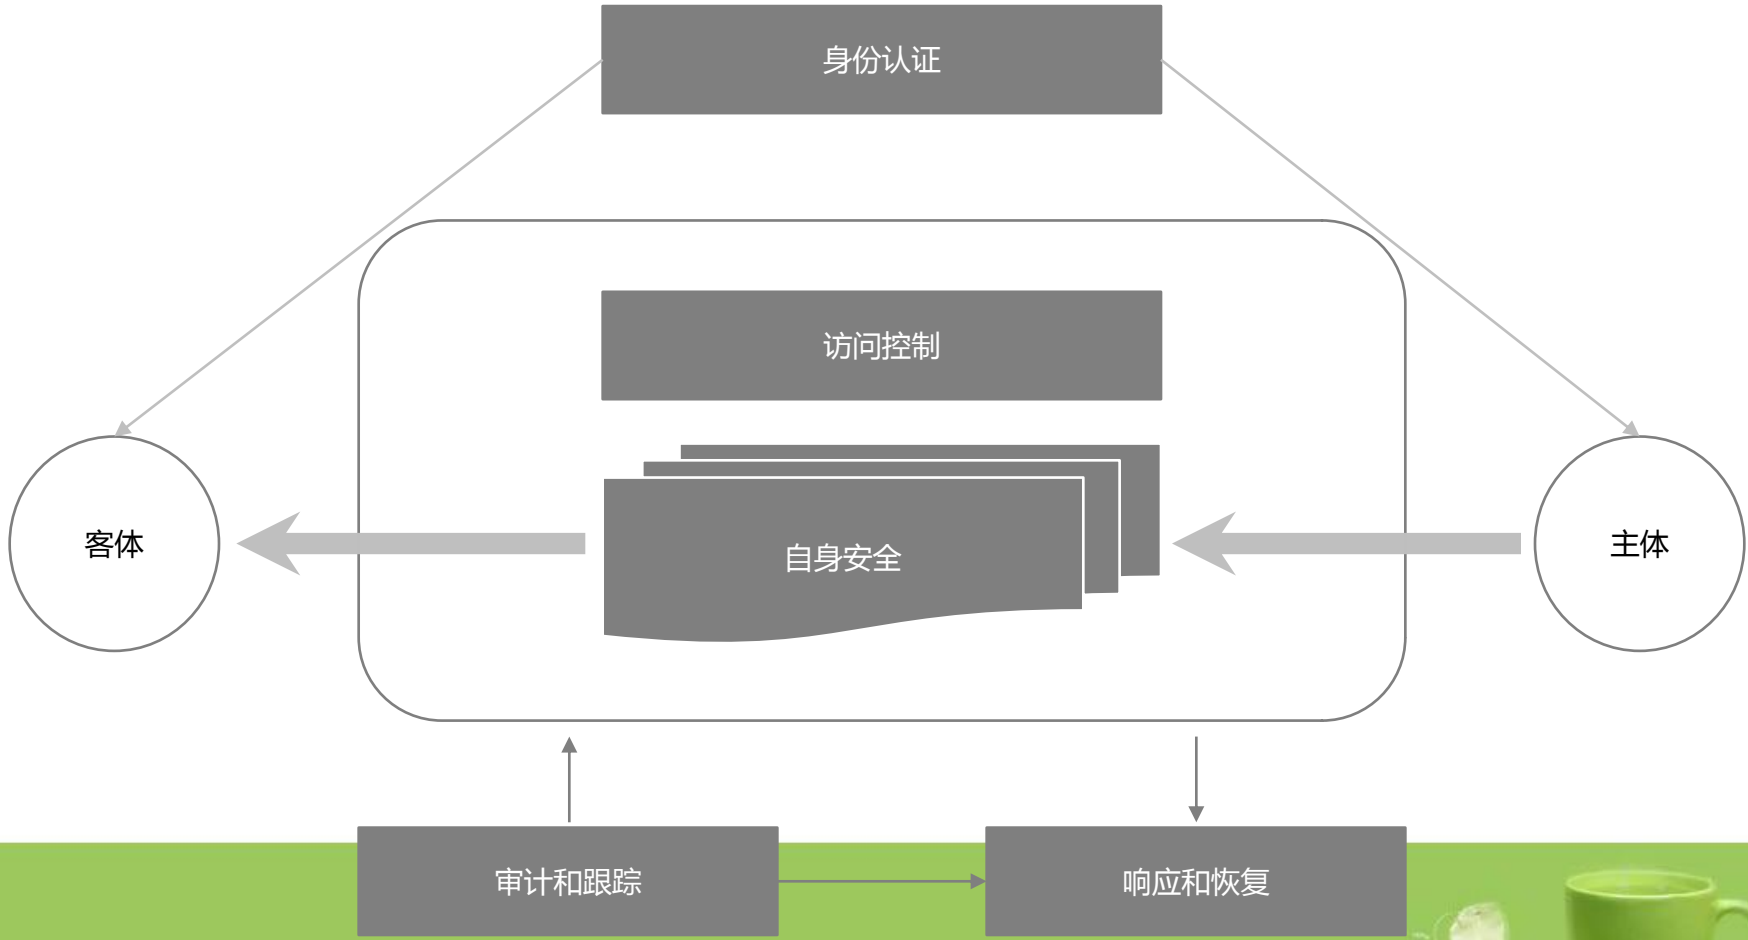 身份认证
访问控制
客体
自身安全
主体
审计和跟踪
响应和恢复